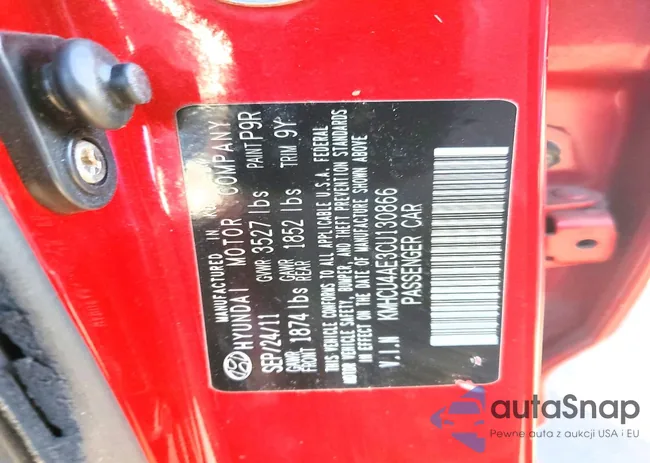 MANUFACTURED IN
HYUNDAI MOTOR COMPANY
SEP/24/11 GVWR 3527 lbs PAINT P9R
GAWR FRONT 1874 lbs GAWR REAR 1852 lbs TRIM 9Y
THIS VEHICLE CONFORMS TO ALL APPLICABLE U.S.A. FEDERAL
MOTOR VEHICLE SAFETY, BUMPER, AND THEFT PREVENTION STANDARDS
IN EFFECT ON THE DATE OF MANUFACTURE SHOWN ABOVE
V.I.N KMHCU4AE3CU130866
PASSENGER CAR
autaSnap
Pewne auta z aukcji USA i EU